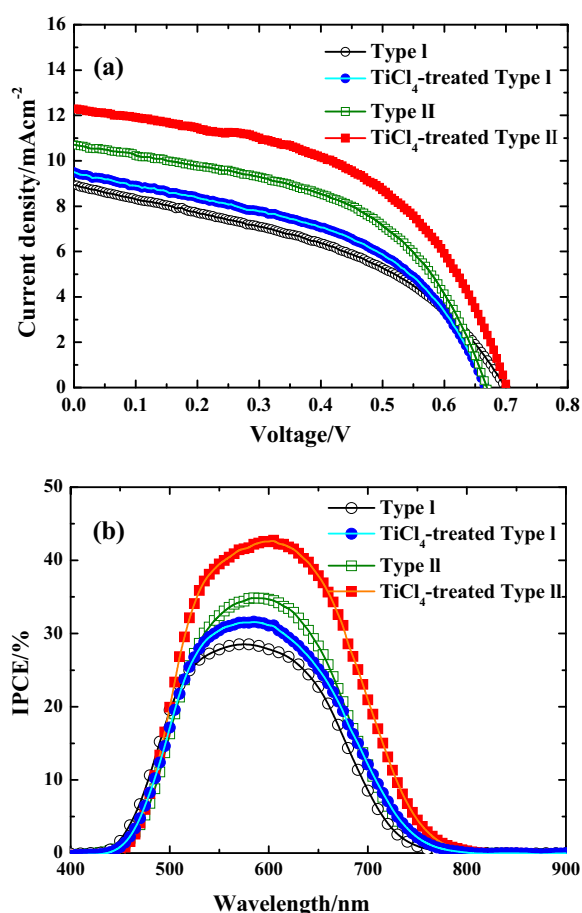 16
14
12
10
8
6
4
2
0
Current density/mAcm⁻²
(a)
Type I
TiCl₄-treated Type I
Type II
TiCl₄-treated Type II
0.0 0.1 0.2 0.3 0.4 0.5 0.6 0.7 0.8
Voltage/V
50
40
30
20
10
0
IPCE/%
(b)
Type I
TiCl₄-treated Type I
Type II
TiCl₄-treated Type II
400 500 600 700 800 900
Wavelength/nm